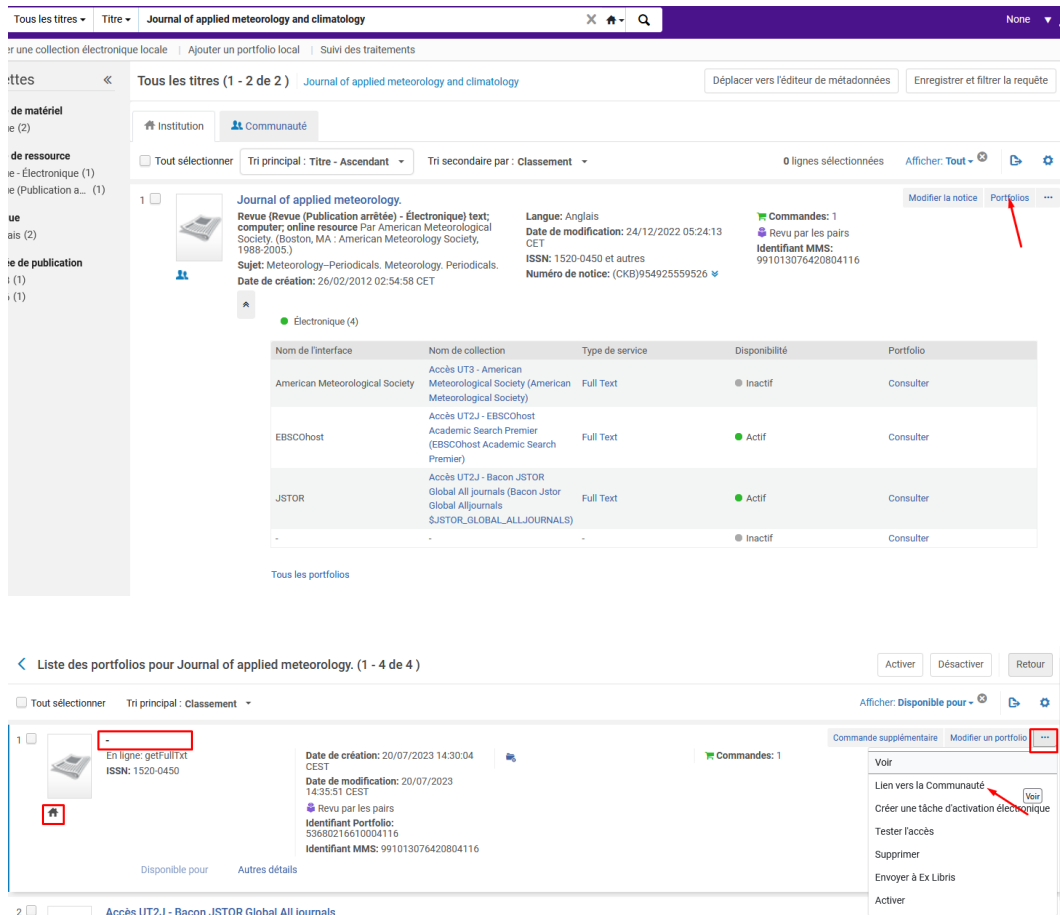 Tous les titres Titre Journal of applied meteorology and climatology None
er une collection électronique locale | Ajouter un portfolio local | Suivi des traitements
ettes Tous les titres (1 - 2 de 2 ) Journal of applied meteorology and climatology Déplacer vers l'éditeur de métadonnées Enregistrer et filtrer la requête
de matériel
ue (2)
de ressource
ue - Électronique (1)
ue (Publication a... (1)
ue
ais (2)
ée de publication
(1)
(1)
Institution Communauté
Tout sélectionner Tri principal : Titre - Ascendant Tri secondaire par : Classement 0 lignes sélectionnées Afficher: Tout
1 Journal of applied meteorology. Modifier la notice Portfolios ...
Revue {Revue (Publication arrêtée) - Électronique} text;
computer; online resource Par American Meteorological
Society. (Boston, MA : American Meteorology Society,
1988-2005.)
Sujet: Meteorology--Periodicals. Meteorology. Periodicals.
Date de création: 26/02/2012 02:54:58 CET
Langue: Anglais
Date de modification: 24/12/2022 05:24:13
CET
ISSN: 1520-0450 et autres
Numéro de notice: (CKB)954925559526
Commandes: 1
Revu par les pairs
Identifiant MMS:
991013076420804116
Électronique (4)
Nom de l'interface Nom de collection Type de service Disponibilité Portfolio
Accès UT3 - American
American Meteorological Society Meteorological Society (American Full Text Inactif Consulter
Meteorological Society)
Accès UT2J - EBSCOhost
Academic Search Premier
EBSCOhost (EBSCOhost Academic Search Full Text Actif Consulter
Premier)
Accès UT2J - Bacon JSTOR
Global All journals (Bacon Jstor
JSTOR Global Alljournals Full Text Actif Consulter
$JSTOR_GLOBAL_ALLJOURNALS)
- - - Inactif Consulter
Tous les portfolios
Liste des portfolios pour Journal of applied meteorology. (1 - 4 de 4 ) Activer Désactiver Retour
Tout sélectionner Tri principal : Classement Afficher: Disponible pour
1 - Commande supplémentaire Modifier un portfolio ...
En ligne: getFullTxt
ISSN: 1520-0450
Date de création: 20/07/2023 14:30:04
CEST
Date de modification: 20/07/2023
14:35:51 CEST
Revu par les pairs
Identifiant Portfolio:
53680216610004116
Identifiant MMS: 991013076420804116
Commandes: 1
Voir
Lien vers la Communauté
Voir
Créer une tâche d'activation électronique
Tester l'accès
Supprimer
Envoyer à Ex Libris
Activer
Disponible pour Autres détails
2 Accès UT2J - Bacon JSTOR Global All journals